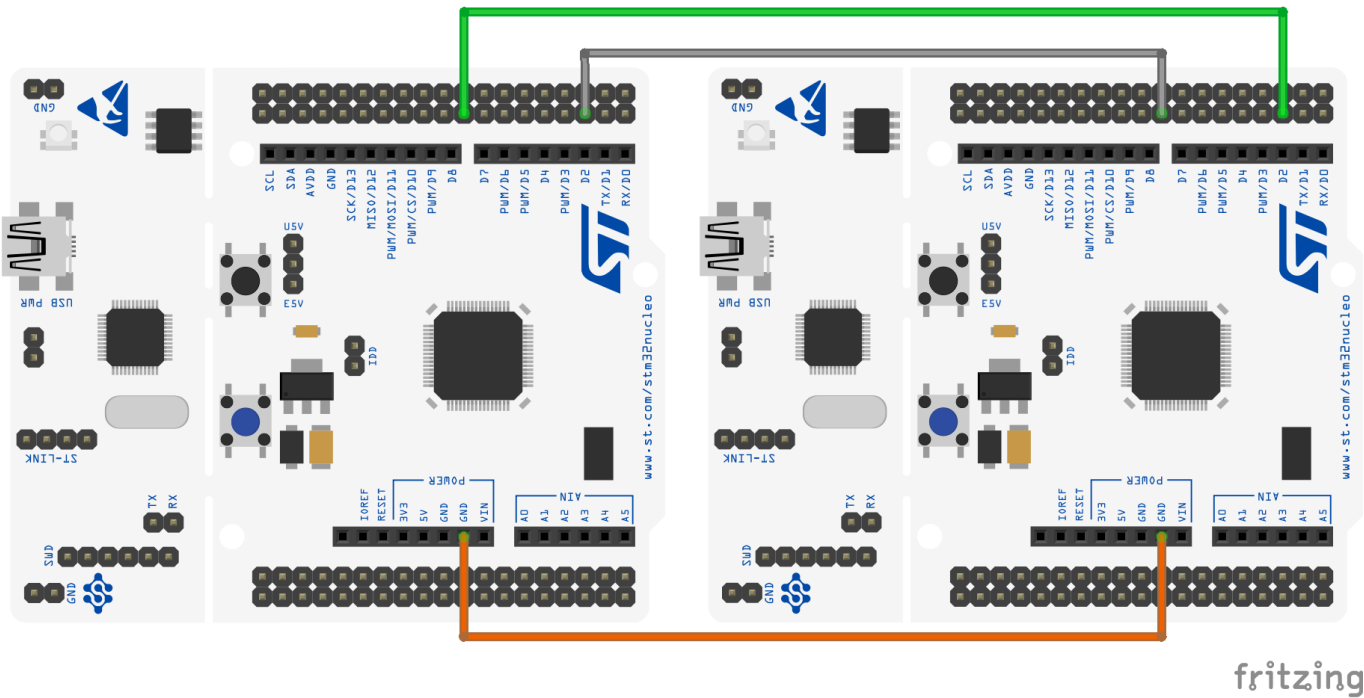 GND
SCL
SDA
AVDD
GND
SCK/D13
MISO/D12
PWM/MOSI/D11
PWM/CS/D10
PWM/D9
D8
D7
PWM/D6
PWM/D5
D4
PWM/D3
D2
TX/D1
RX/D0
U5V
E5V
ST
USB PWR
IDD
www.st.com/stm32nucleo
ST-LINK
POWER
IOREF
RESET
3V3
5V
GND
GND
VIN
AIN
A0
A1
A2
A3
A4
A5
TX
RX
SWD
GND
GND
SCL
SDA
AVDD
GND
SCK/D13
MISO/D12
PWM/MOSI/D11
PWM/CS/D10
PWM/D9
D8
D7
PWM/D6
PWM/D5
D4
PWM/D3
D2
TX/D1
RX/D0
U5V
E5V
ST
USB PWR
IDD
www.st.com/stm32nucleo
ST-LINK
POWER
IOREF
RESET
3V3
5V
GND
GND
VIN
AIN
A0
A1
A2
A3
A4
A5
TX
RX
SWD
GND
fritzing